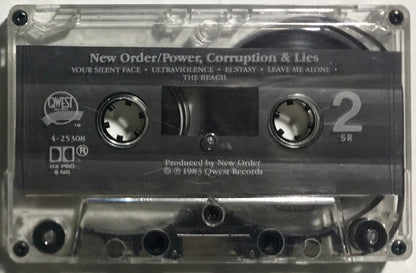 New Order/Power, Corruption & Lies
YOUR SILENT FACE • ULTRAVIOLENCE • ECSTASY • LEAVE ME ALONE •
THE BEACH
QWEST
TM
4-25308
2
SR
®
HX PRO
B NR
Produced by New Order
© ℗ 1983 Qwest Records